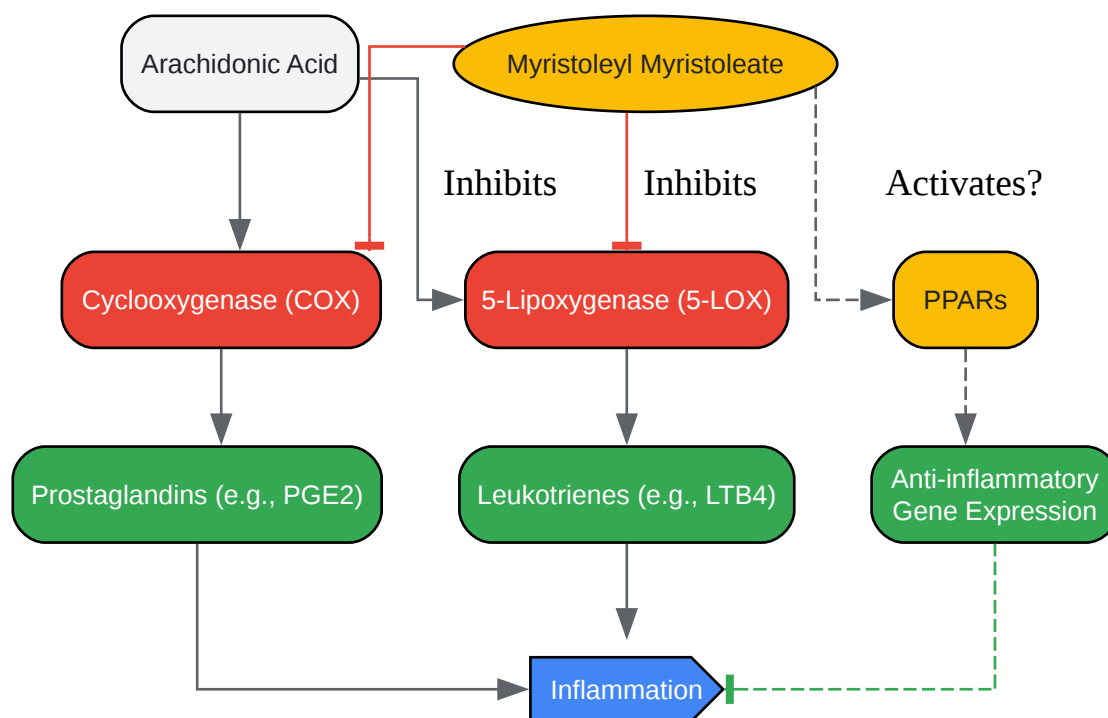 Arachidonic Acid
Myristoleyl Myristoleate
Inhibits
Inhibits
Activates?
Cyclooxygenase (COX)
5-Lipoxygenase (5-LOX)
PPARs
Prostaglandins (e.g., PGE2)
Leukotrienes (e.g., LTB4)
Anti-inflammatory
Gene Expression
Inflammation